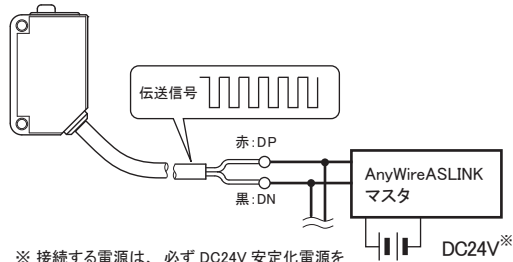 伝送信号
赤：DP
黒：DN
AnyWireASLINK
マスタ
DC24V※
※ 接続する電源は、必ず DC24V 安定化電源を